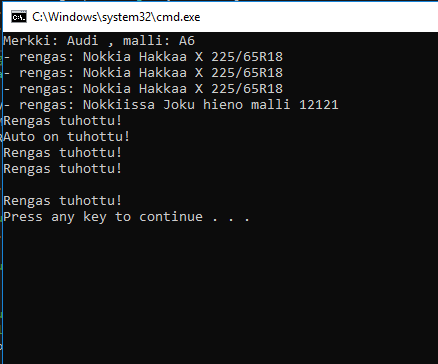 C:\Windows\system32\cmd.exe
Merkki: Audi , malli: A6
- rengas: Nokkia Hakkaa X 225/65R18
- rengas: Nokkia Hakkaa X 225/65R18
- rengas: Nokkia Hakkaa X 225/65R18
- rengas: Nokkiissa Joku hieno malli 12121
Rengas tuhottu!
Auto on tuhottu!
Rengas tuhottu!
Rengas tuhottu!
Rengas tuhottu!
Press any key to continue . . .